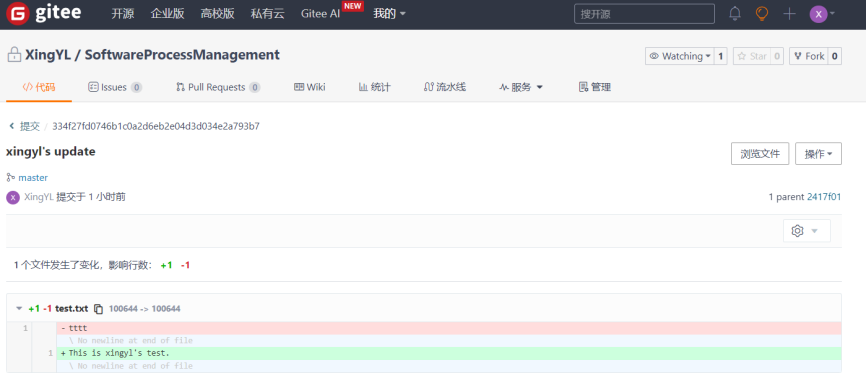 gitee 开源 企业版 高校版 私有云 Gitee AI NEW 我的 搜开源 X
XingYL / SoftwareProcessManagement Watching 1 Star 0 Fork 0
代码 Issues 0 Pull Requests 0 Wiki 统计 流水线 服务 管理
提交 / 334f27fd0746b1c0a2d6eb2e04d3d034e2a793b7
xingyl's update 浏览文件 操作
master
X XingYL 提交于 1 小时前 1 parent 2417f01
1 个文件发生了变化，影响行数： +1 -1
+1 -1 test.txt 100644 -> 100644
1 - tttt
\ No newline at end of file
1 + This is xingyl's test.
\ No newline at end of file